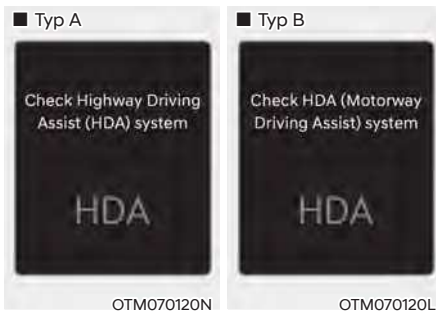 ■ Typ A
Check Highway Driving
Assist (HDA) system
HDA
OTM070120N
■ Typ B
Check HDA (Motorway
Driving Assist) system
HDA
OTM070120L